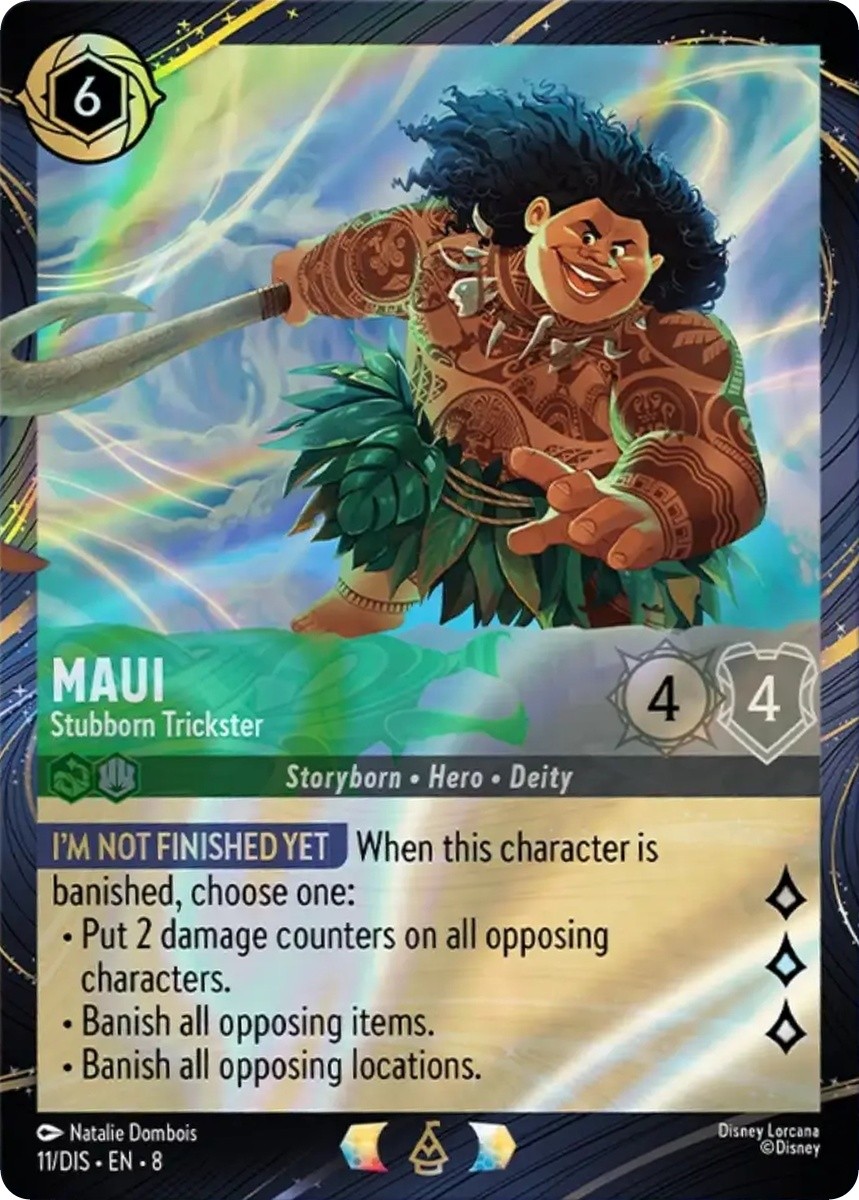 6
MAUI
Stubborn Trickster
4
4
Storyborn • Hero • Deity
I'M NOT FINISHED YET When this character is
banished, choose one:
• Put 2 damage counters on all opposing
characters.
• Banish all opposing items.
• Banish all opposing locations.
Natalie Dombois
11/DIS • EN • 8
Disney Lorcana
©Disney